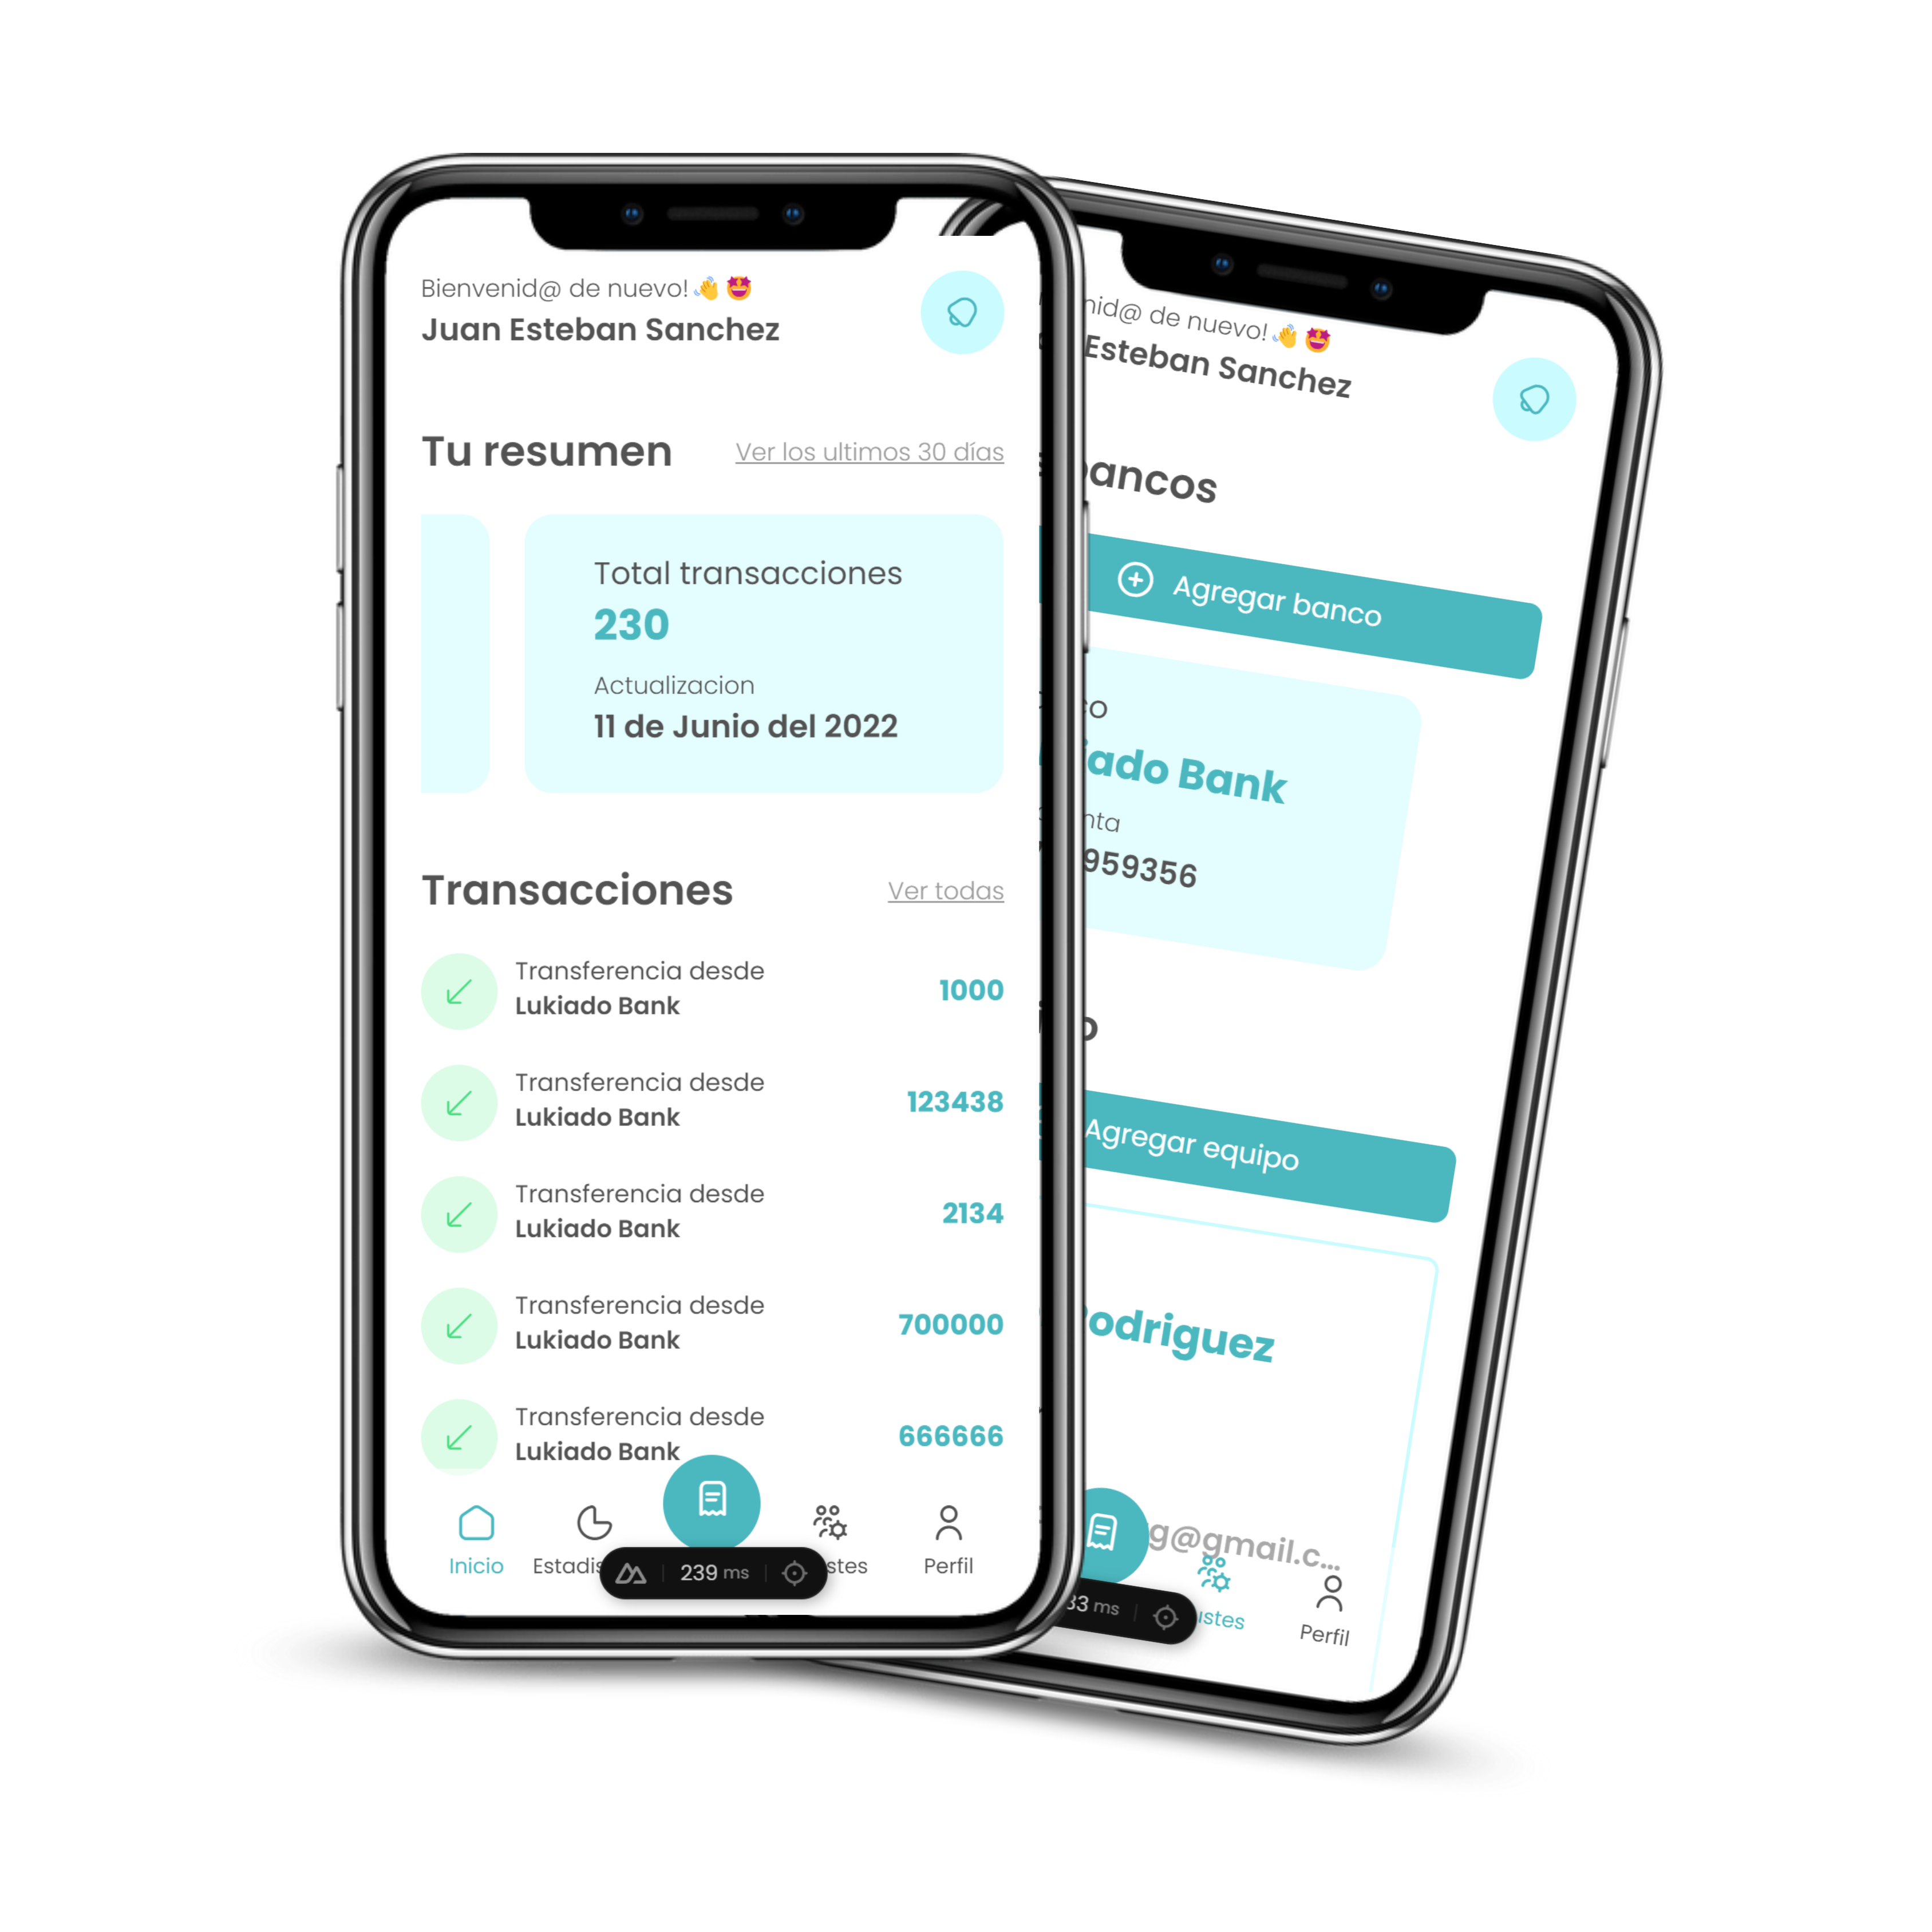 Bienvenid@ de nuevo!👋🤩
Juan Esteban Sanchez
Tu resumen
Ver los ultimos 30 días
Total transacciones
230
Actualizacion
11 de Junio del 2022
Transacciones
Ver todas
Transferencia desde
Lukiado Bank
1000
Transferencia desde
Lukiado Bank
123438
Transferencia desde
Lukiado Bank
2134
Transferencia desde
Lukiado Bank
700000
Transferencia desde
Lukiado Bank
666666
Inicio
Estadis
239 ms
stes
Perfil
nid@ de nuevo!👋🤩
Esteban Sanchez
bancos
Agregar banco
iado Bank
nta
959356
Agregar equipo
Rodriguez
g@gmail.c...
33 ms
ustes
Perfil